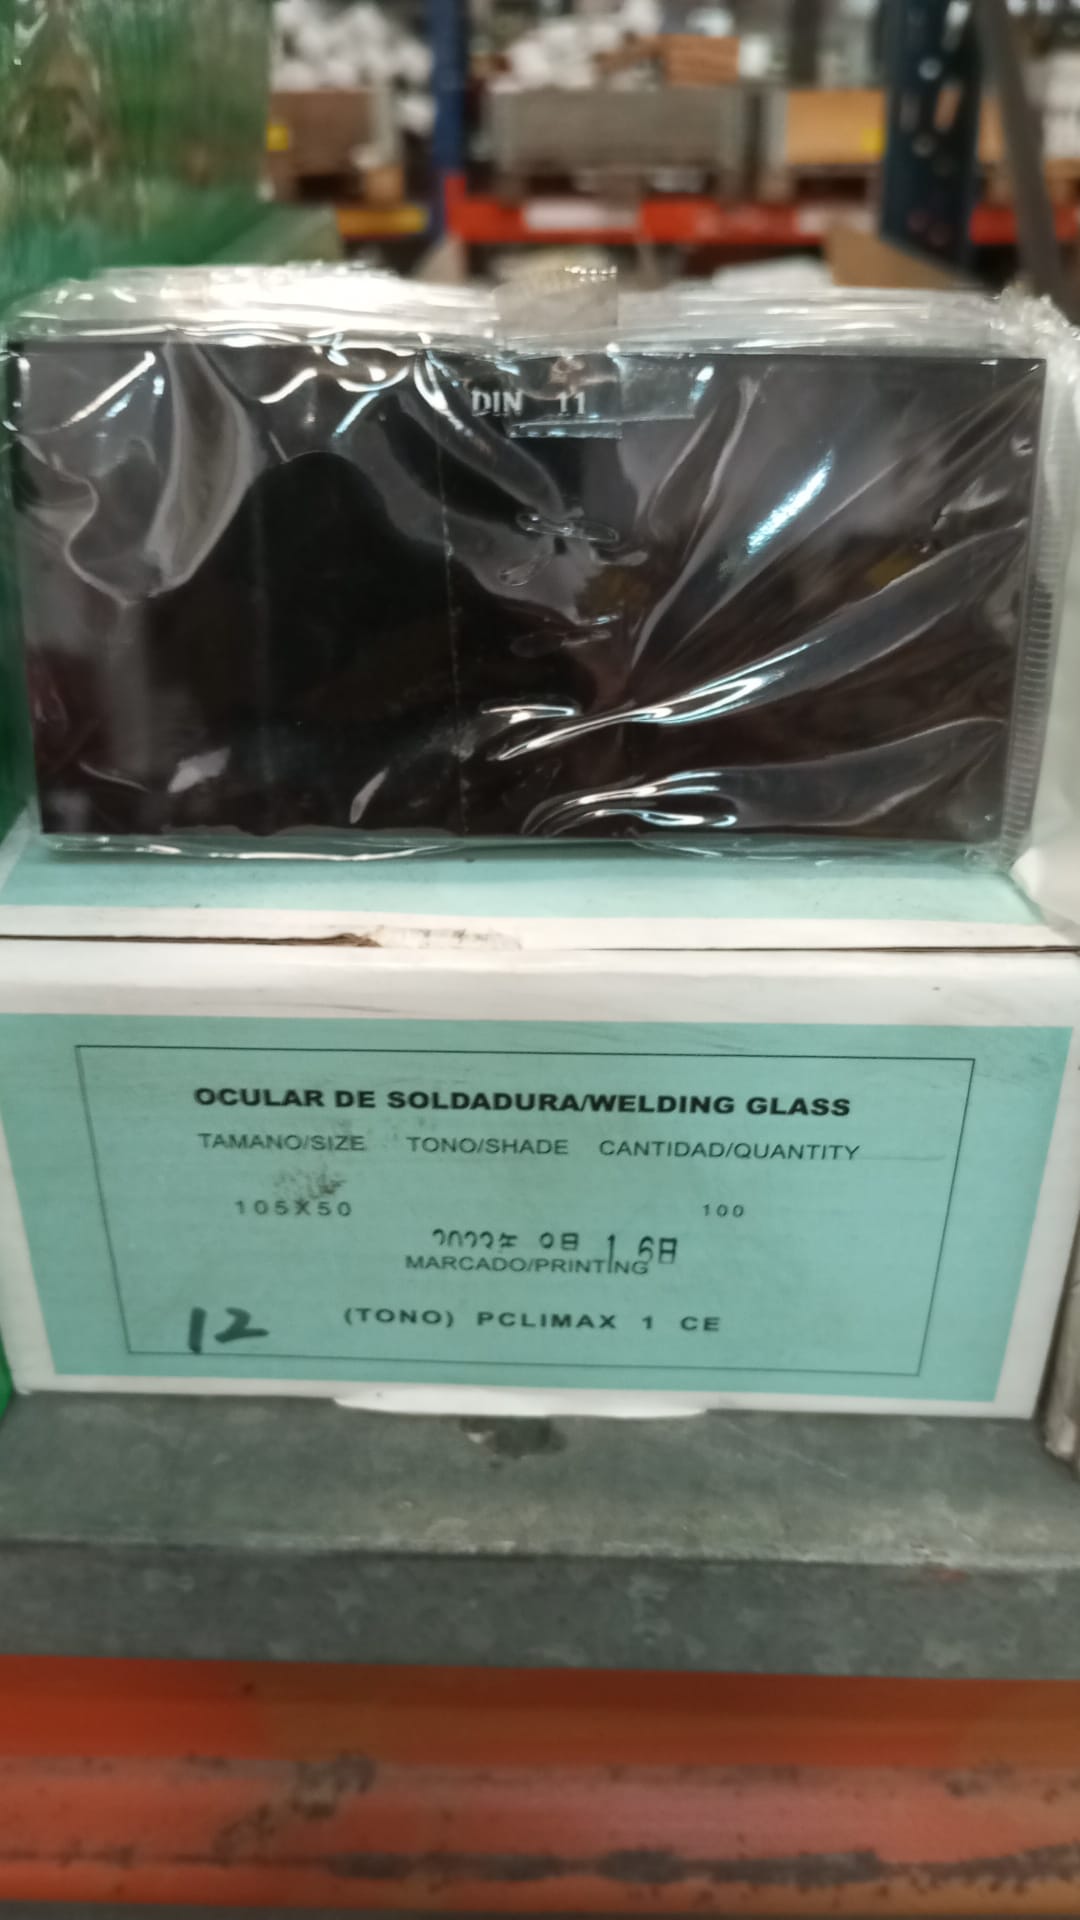 DIN 11
OCULAR DE SOLDADURA/WELDING GLASS
TAMANO/SIZE TONO/SHADE CANTIDAD/QUANTITY
105X50 100
MARCADO/PRINTING
12 (TONO) PCLIMAX 1 CE